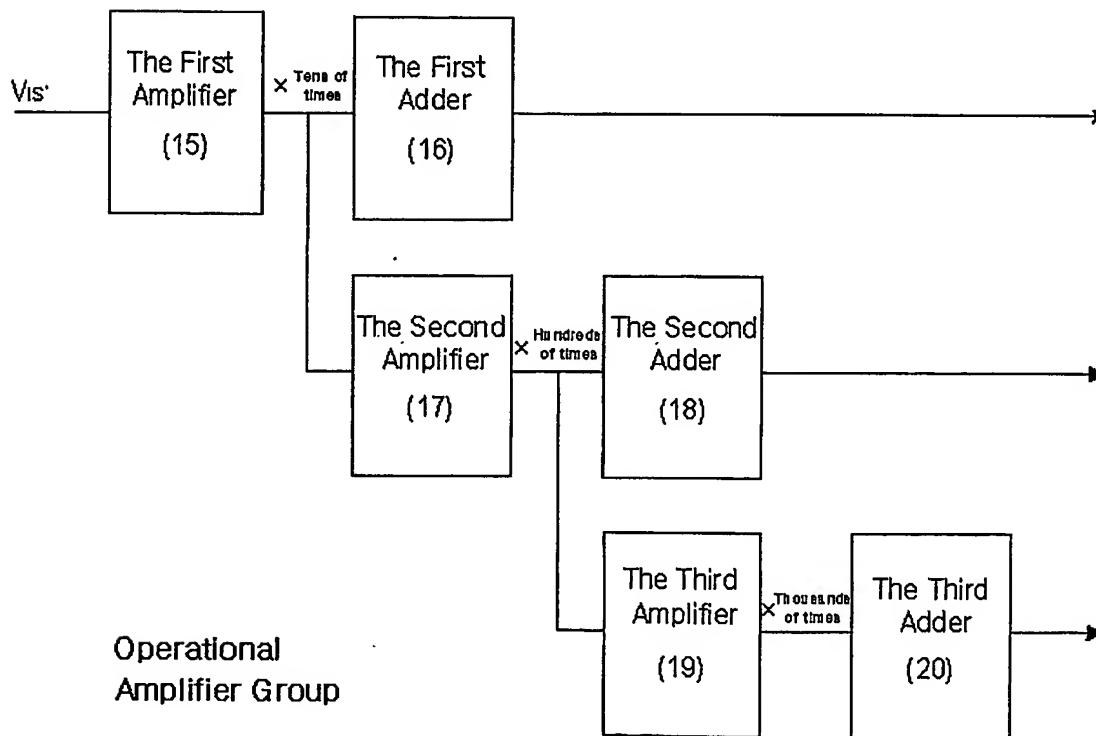 Vis'
The First
Amplifier
(15)
× Tens of
times
The First
Adder
(16)
The Second
Amplifier
(17)
× Hundreds
of times
The Second
Adder
(18)
The Third
Amplifier
(19)
× Thousands
of times
The Third
Adder
(20)
Operational
Amplifier Group